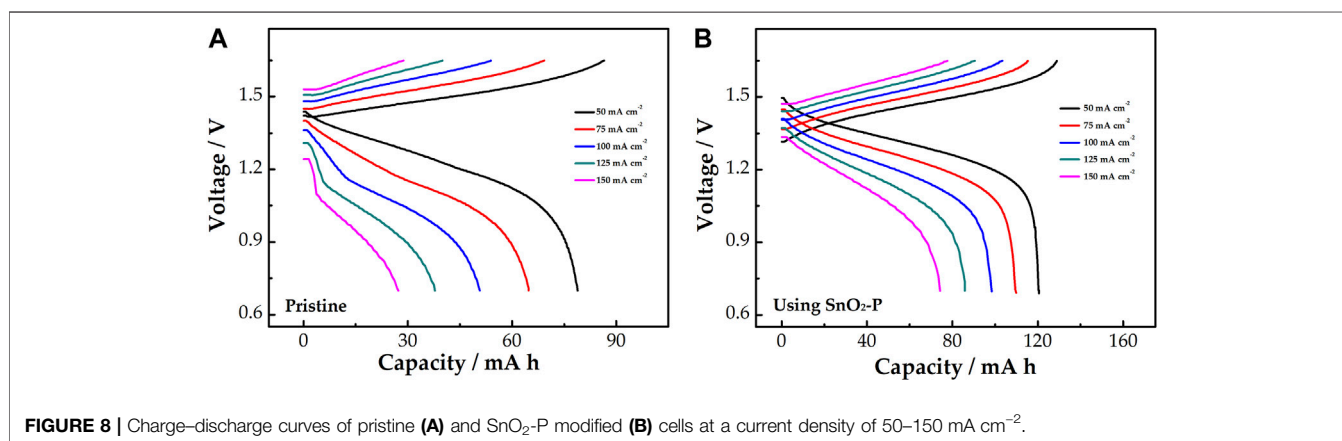 A
B
Voltage / V
1.5
1.2
0.9
0.6
50 mA cm⁻²
75 mA cm⁻²
100 mA cm⁻²
125 mA cm⁻²
150 mA cm⁻²
Pristine
0 30 60 90
Capacity / mA h
Voltage / V
1.5
1.2
0.9
0.6
50 mA cm⁻²
75 mA cm⁻²
100 mA cm⁻²
125 mA cm⁻²
150 mA cm⁻²
Using SnO₂-P
0 40 80 120 160
Capacity / mA h
FIGURE 8 | Charge–discharge curves of pristine (A) and SnO₂-P modified (B) cells at a current density of 50–150 mA cm⁻².